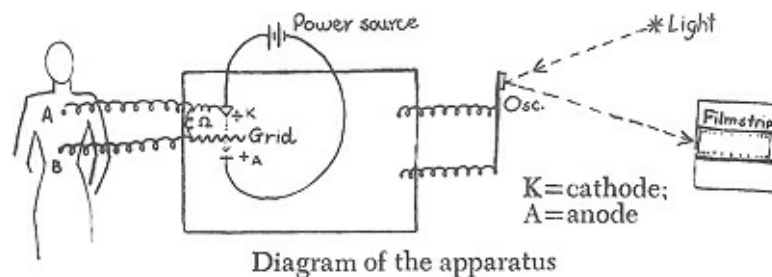 Power source
Light
A
Ω
÷K
Osc.
Grid
Filmstrip
B
+A
K=cathode;
A=anode
Diagram of the apparatus